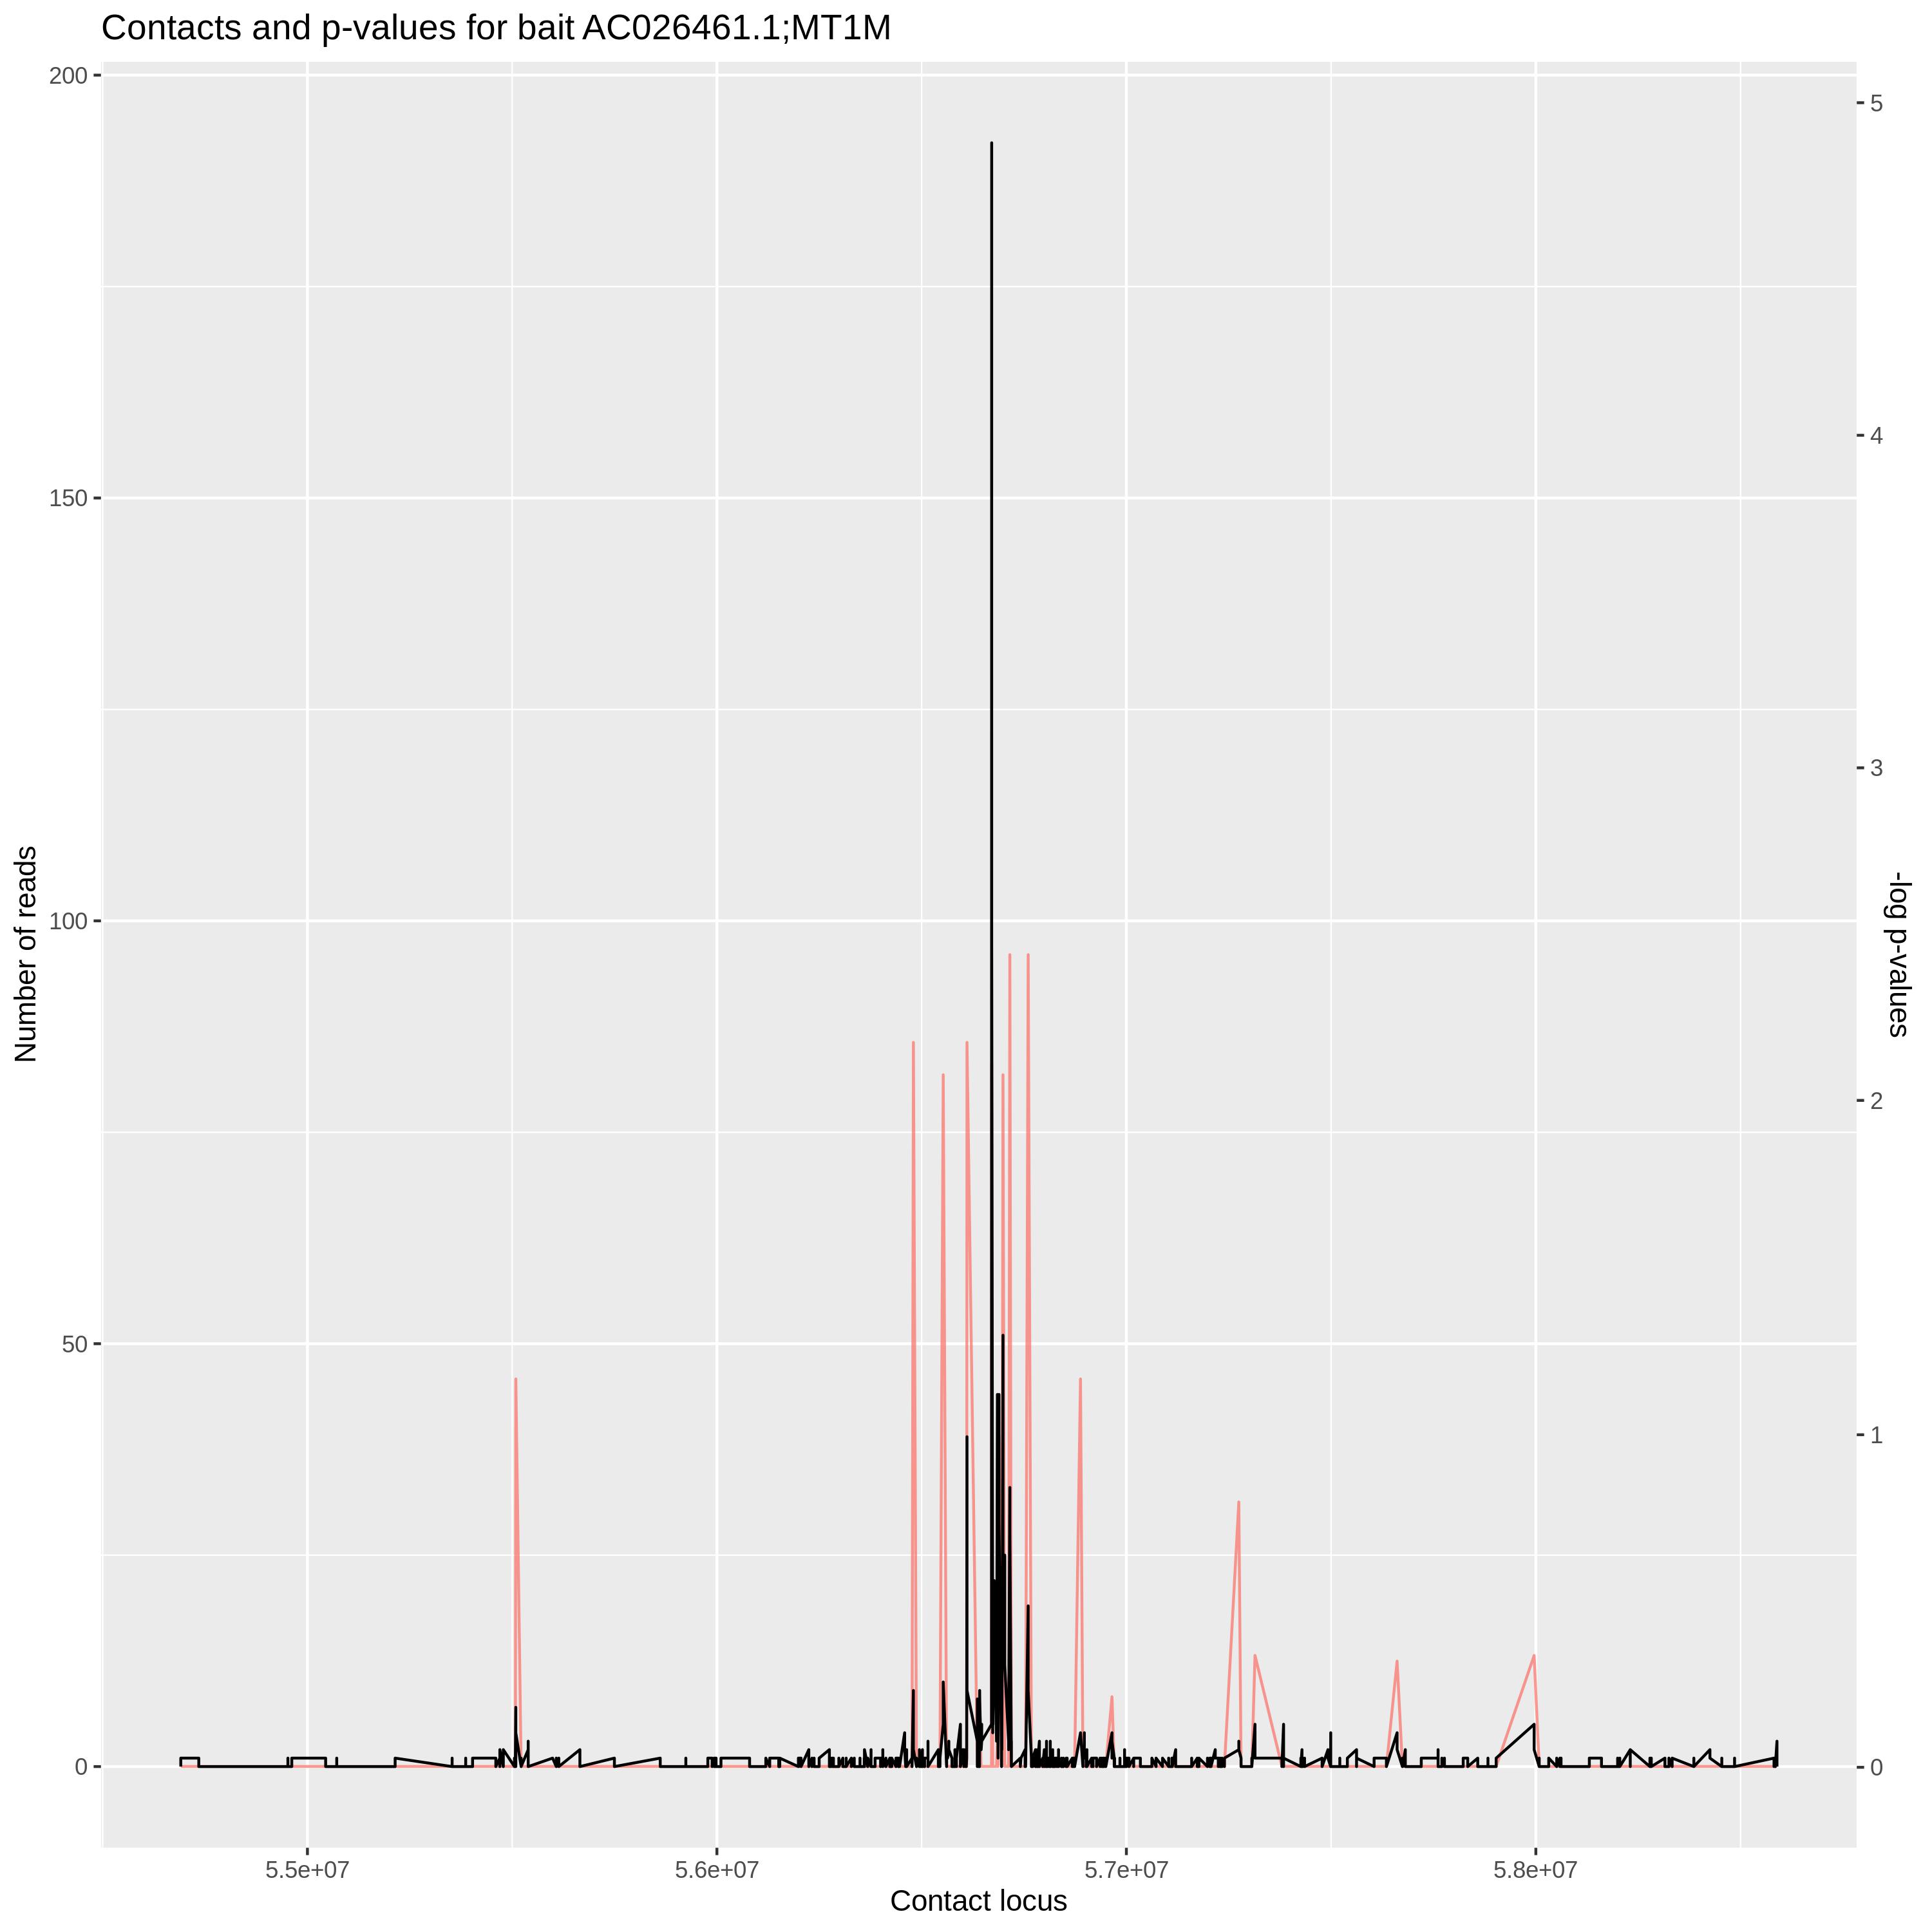 Contacts and p-values for bait AC026461.1;MT1M
200
150
100
50
0
Number of reads
5
4
3
2
1
0
-log p-values
5.5e+07
5.6e+07
5.7e+07
5.8e+07
Contact locus